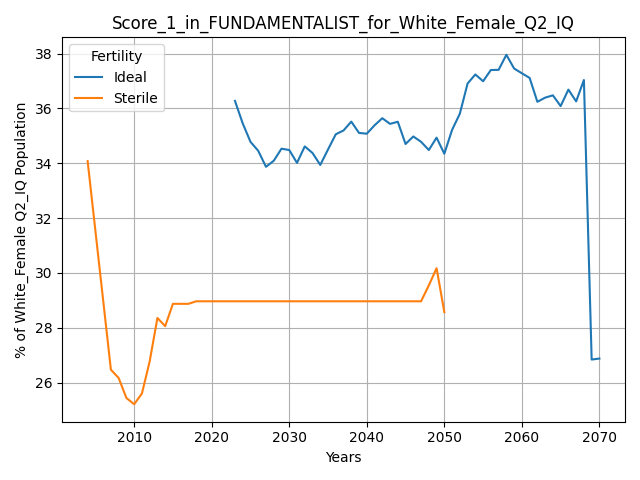 Score_1_in_FUNDAMENTALIST_for_White_Female_Q2_IQ
Fertility
Ideal
Sterile
% of White_Female Q2_IQ Population
38
36
34
32
30
28
26
2010
2020
2030
2040
2050
2060
2070
Years